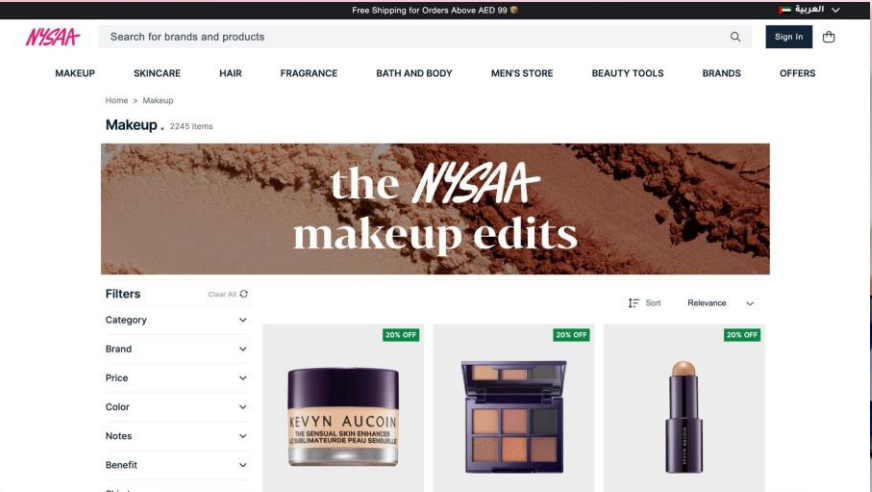 Free Shipping for Orders Above AED 99
العربية
NYSAA
Search for brands and products
Sign In
MAKEUP SKINCARE HAIR FRAGRANCE BATH AND BODY MEN'S STORE BEAUTY TOOLS BRANDS OFFERS
Home > Makeup
Makeup . 2245 items
the NYSAA
makeup edits
Filters Clear All
Sort Relevance
Category
Brand
Price
Color
Notes
Benefit
20% OFF 20% OFF 20% OFF
KEVYN AUCOIN
THE SENSUAL SKIN ENHANCER
LE SUBLIMATEUR DE PEAU SENSUELLE
KEVYN AUCOIN